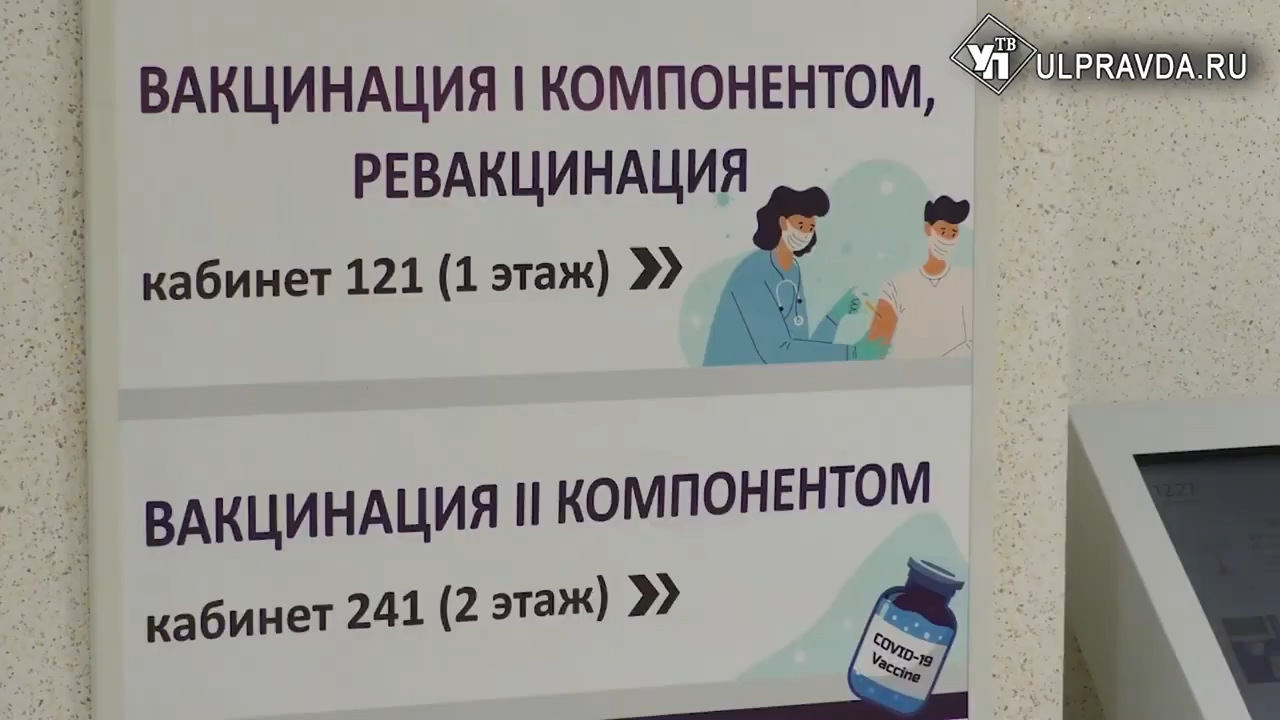 УП ТВ ULPRAVDA.RU
ВАКЦИНАЦИЯ I КОМПОНЕНТОМ,
РЕВАКЦИНАЦИЯ
кабинет 121 (1 этаж) »
ВАКЦИНАЦИЯ II КОМПОНЕНТОМ
кабинет 241 (2 этаж) »
COVID-19
Vaccine